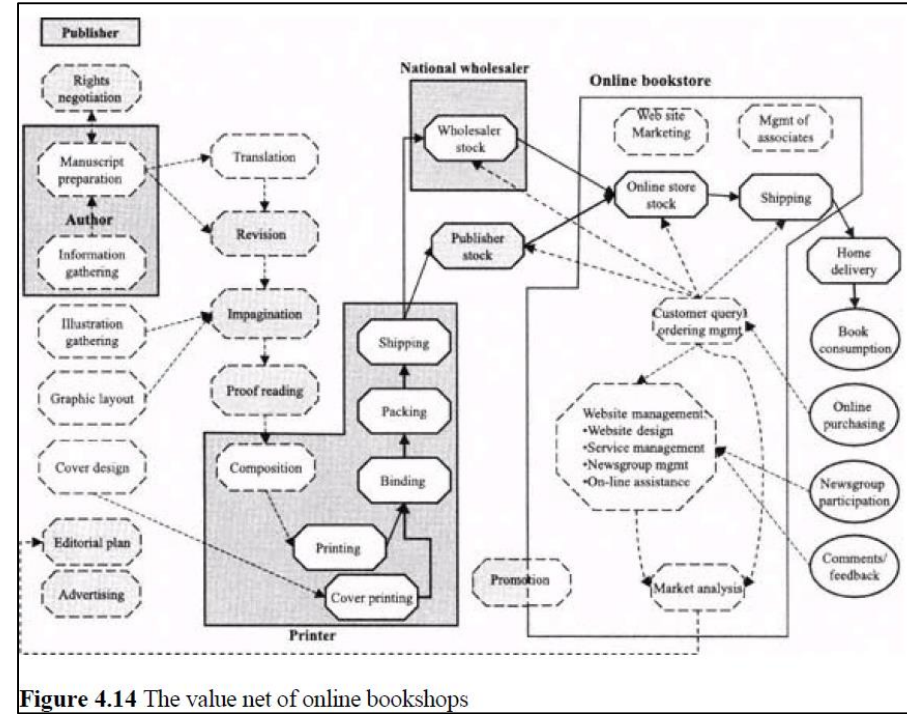 Publisher
Rights
negotiation
Manuscript
preparation
Author
Information
gathering
Illustration
gathering
Graphic layout
Cover design
Editorial plan
Advertising
Translation
Revision
Impagination
Proof reading
Composition
Printing
Cover printing
Printer
Binding
Packing
Shipping
National wholesaler
Wholesaler
stock
Publisher
stock
Online bookstore
Web site
Marketing
Mgmt of
associates
Online store
stock
Shipping
Home
delivery
Customer query/
ordering mgmt
Book
consumption
Website management:
•Website design
•Service management
•Newsgroup mgmt
•On-line assistance
Online
purchasing
Newsgroup
participation
Comments/
feedback
Promotion
Market analysis
Figure 4.14 The value net of online bookshops